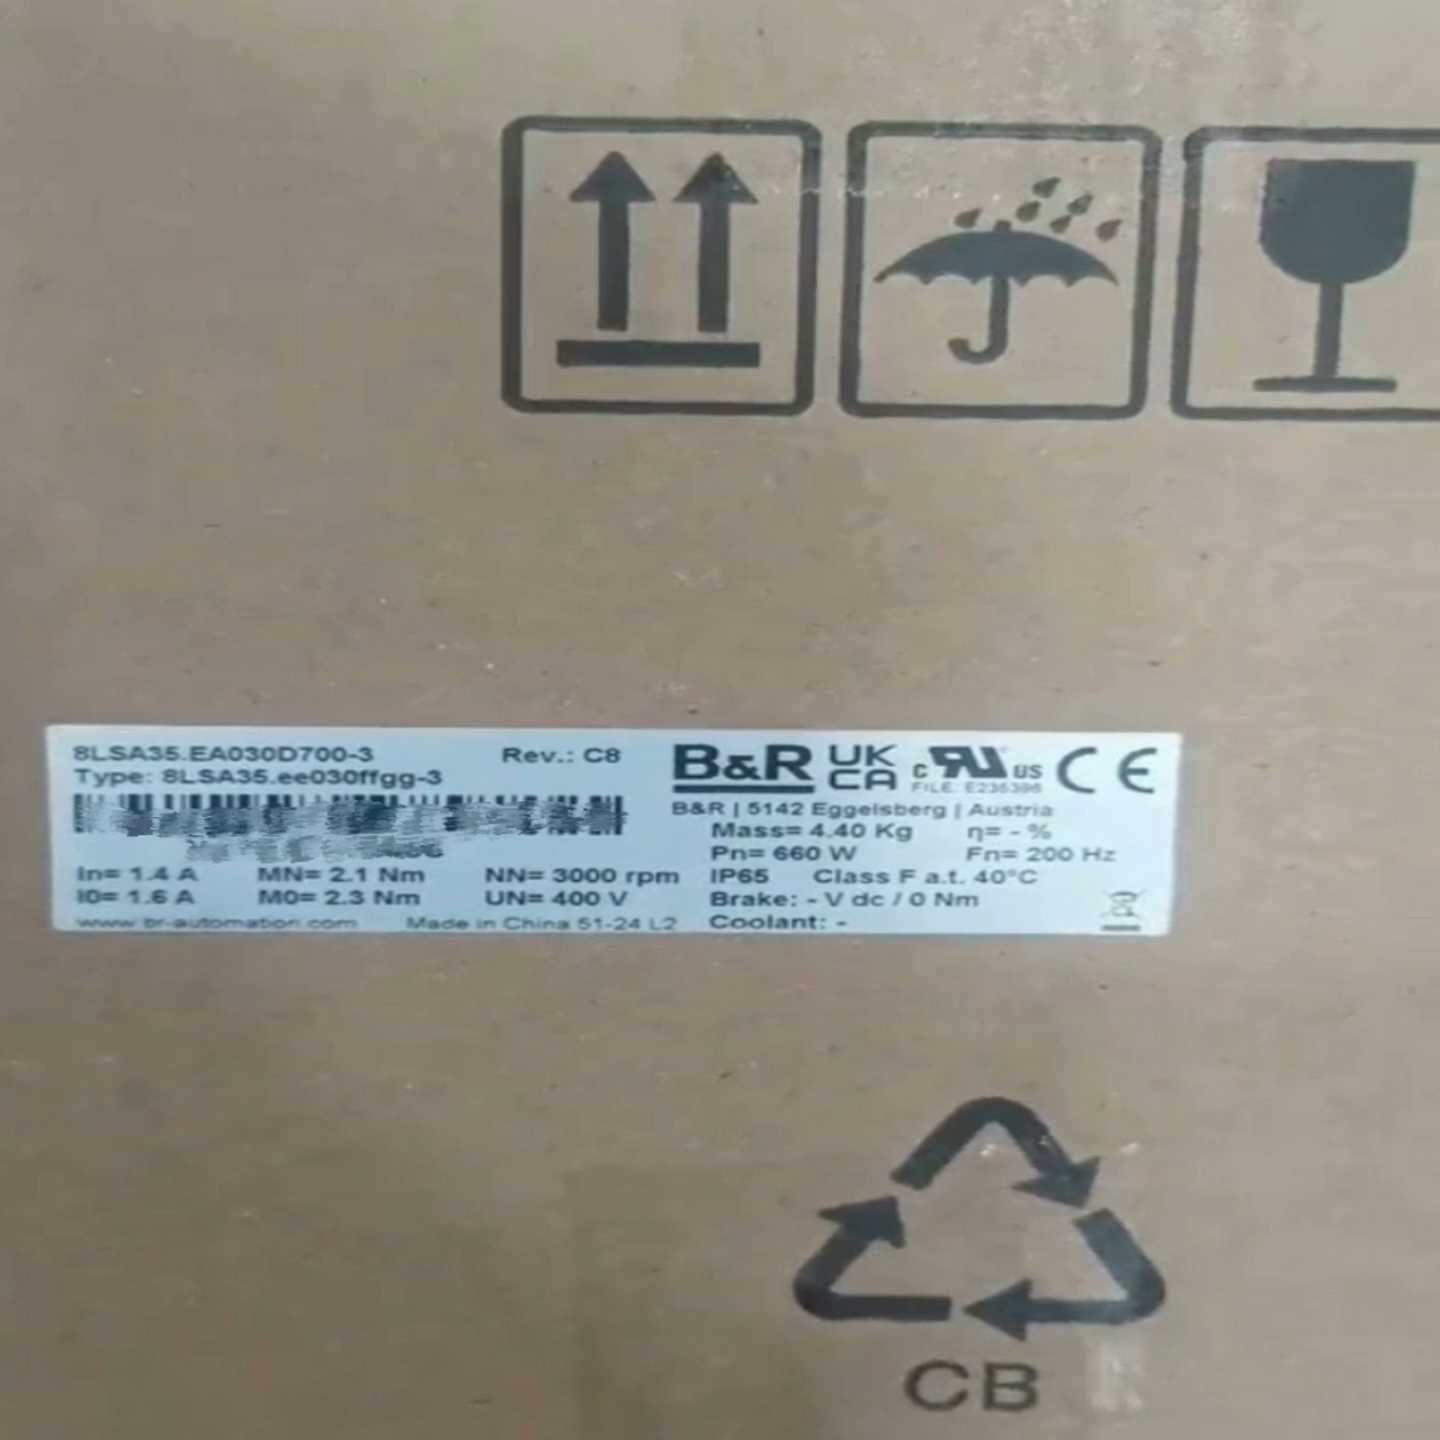 8LSA35.EA030D700-3 Rev.: C8
Type: 8LSA35.ee030ffgg-3
B&R UK CA C RU US CE
FILE: E235396
B&R | 5142 Eggelsberg | Austria
Mass= 4.40 Kg η= - %
Pn= 660 W Fn= 200 Hz
In= 1.4 A MN= 2.1 Nm NN= 3000 rpm IP65 Class F a.t. 40°C
I0= 1.6 A M0= 2.3 Nm UN= 400 V Brake: - V dc / 0 Nm
www.br-automation.com Made in China 51-24 L2 Coolant: -
CB